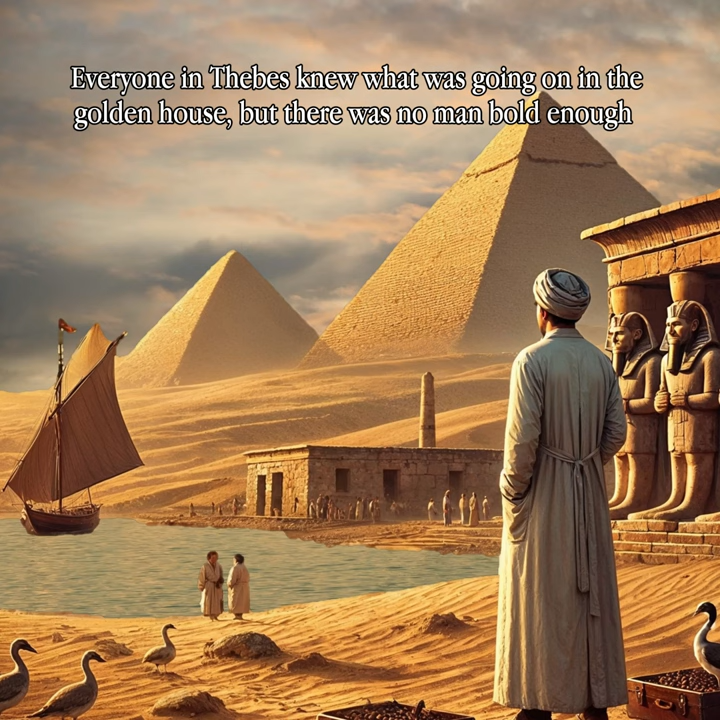 Everyone in Thebes knew what was going on in the
golden house, but there was no man bold enough